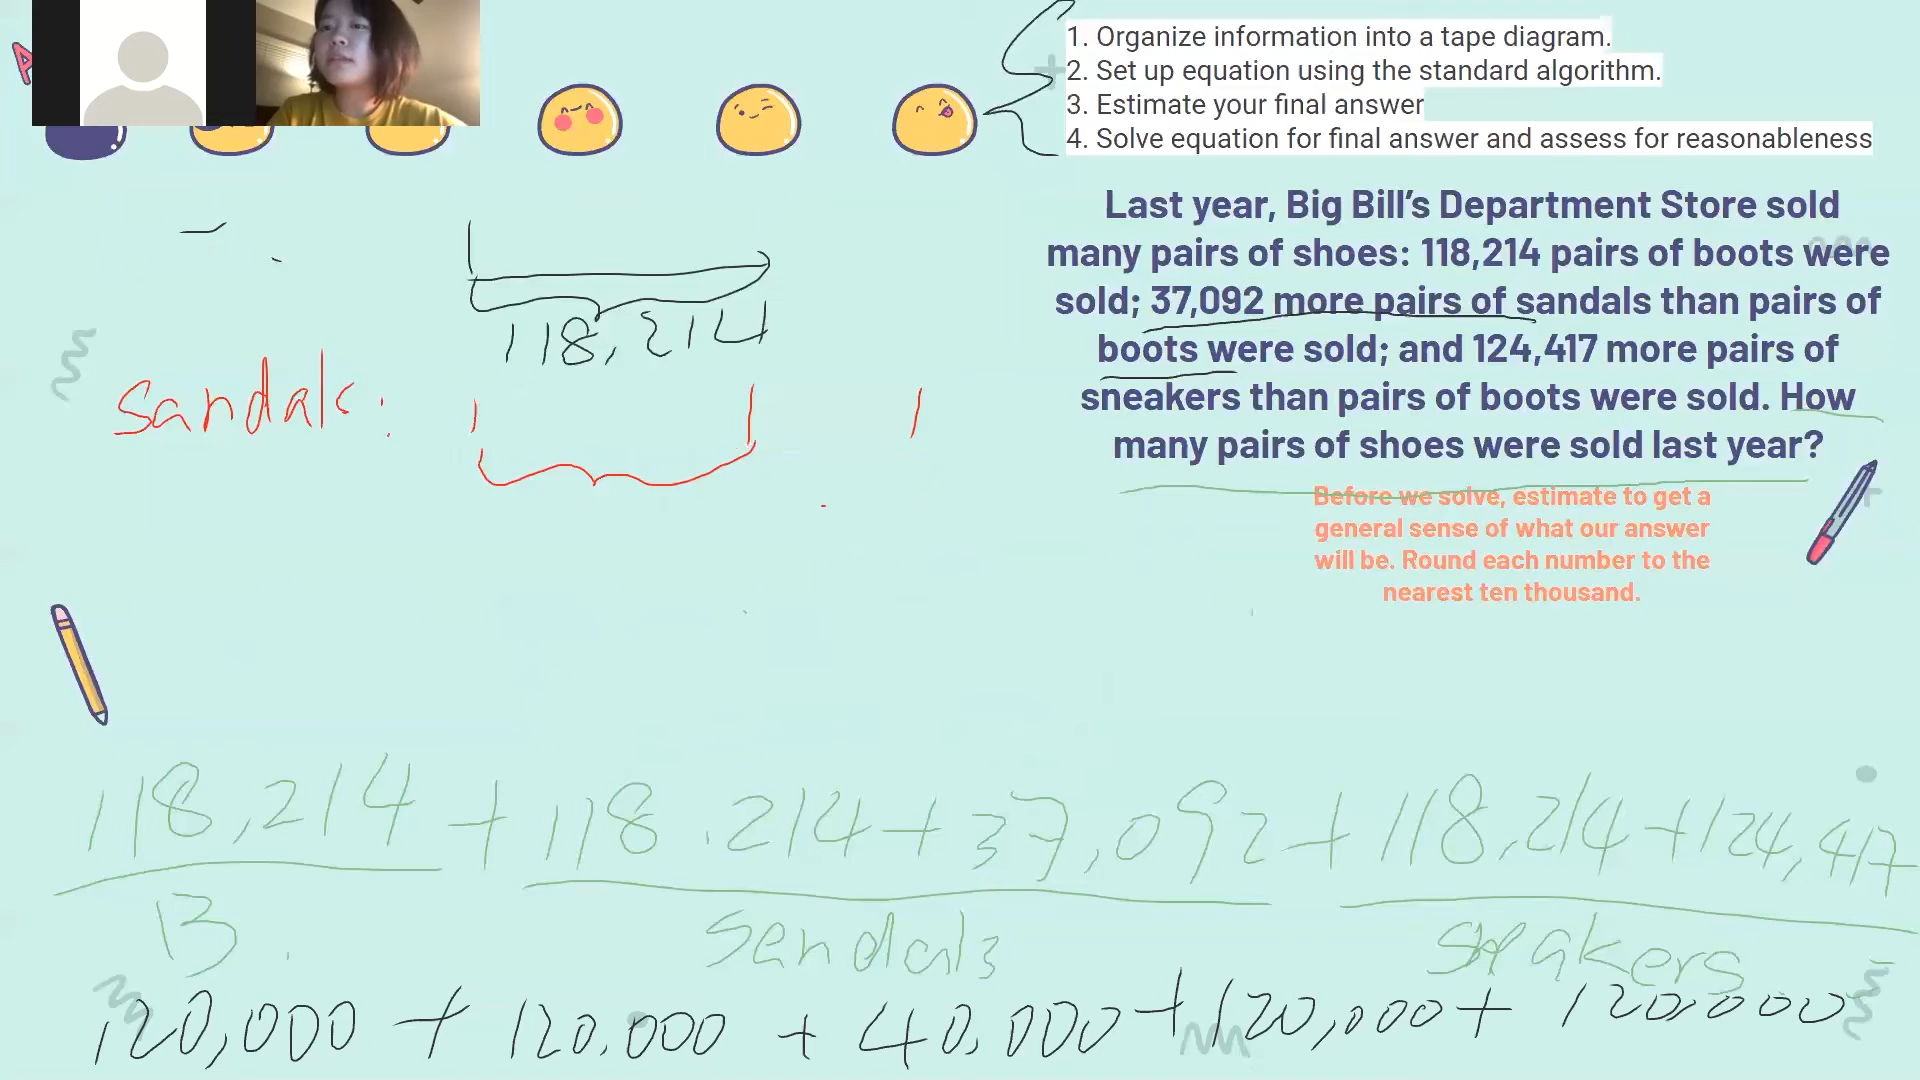 A
1. Organize information into a tape diagram.
2. Set up equation using the standard algorithm.
3. Estimate your final answer
4. Solve equation for final answer and assess for reasonableness
Last year, Big Bill’s Department Store sold
many pairs of shoes: 118,214 pairs of boots were
sold; 37,092 more pairs of sandals than pairs of
boots were sold; and 124,417 more pairs of
sneakers than pairs of boots were sold. How
many pairs of shoes were sold last year?
Before we solve, estimate to get a
general sense of what our answer
will be. Round each number to the
nearest ten thousand.
118,214
Sandals:
118,214 + 118.214 + 37,092 + 118,214 + 124,417
B. Sandals Sneakers
120,000 + 120.000 + 40.000 + 120,000 + 120.000